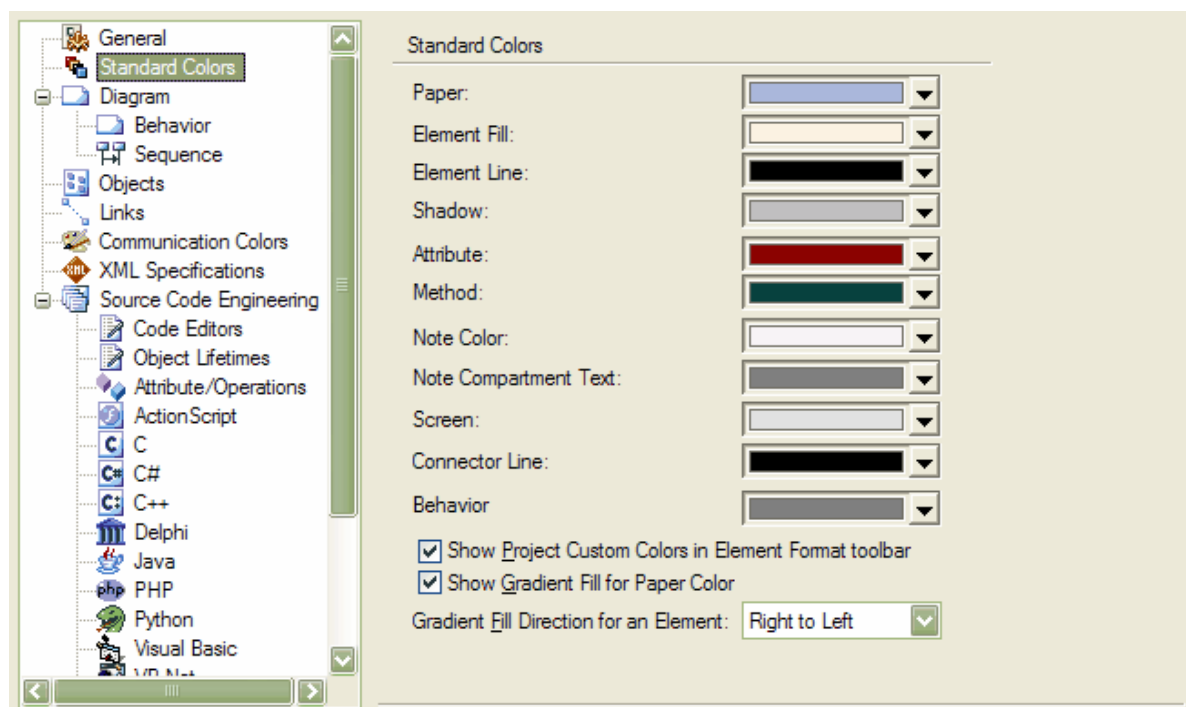 General
Standard Colors
Diagram
Behavior
Sequence
Objects
Links
Communication Colors
XML Specifications
Source Code Engineering
Code Editors
Object Lifetimes
Attribute/Operations
ActionScript
C
C#
C++
Delphi
Java
PHP
Python
Visual Basic
VB.Net
Standard Colors
Paper:
Element Fill:
Element Line:
Shadow:
Attribute:
Method:
Note Color:
Note Compartment Text:
Screen:
Connector Line:
Behavior
Show Project Custom Colors in Element Format toolbar
Show Gradient Fill for Paper Color
Gradient Fill Direction for an Element: Right to Left